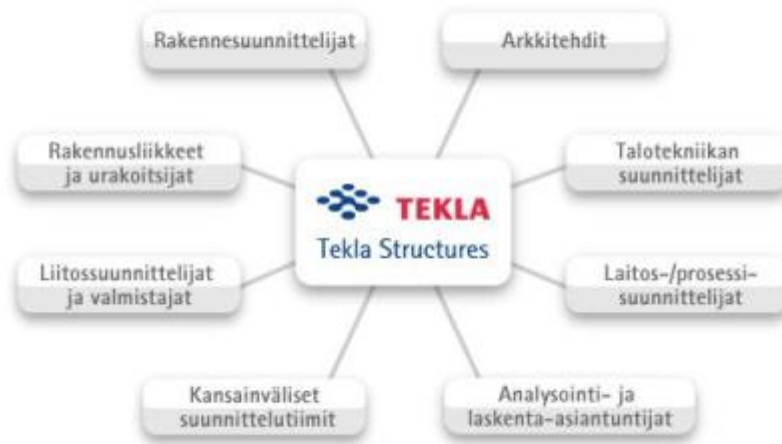 Rakennesuunnittelijat
Arkkitehdit
Rakennusliikkeet
ja urakoitsijat
Talotekniikan
suunnittelijat
TEKLA
Tekla Structures
Liitossuunnittelijat
ja valmistajat
Laitos-/prosessi-
suunnittelijat
Kansainväliset
suunnittelutiimit
Analysointi- ja
laskenta-asiantuntijat